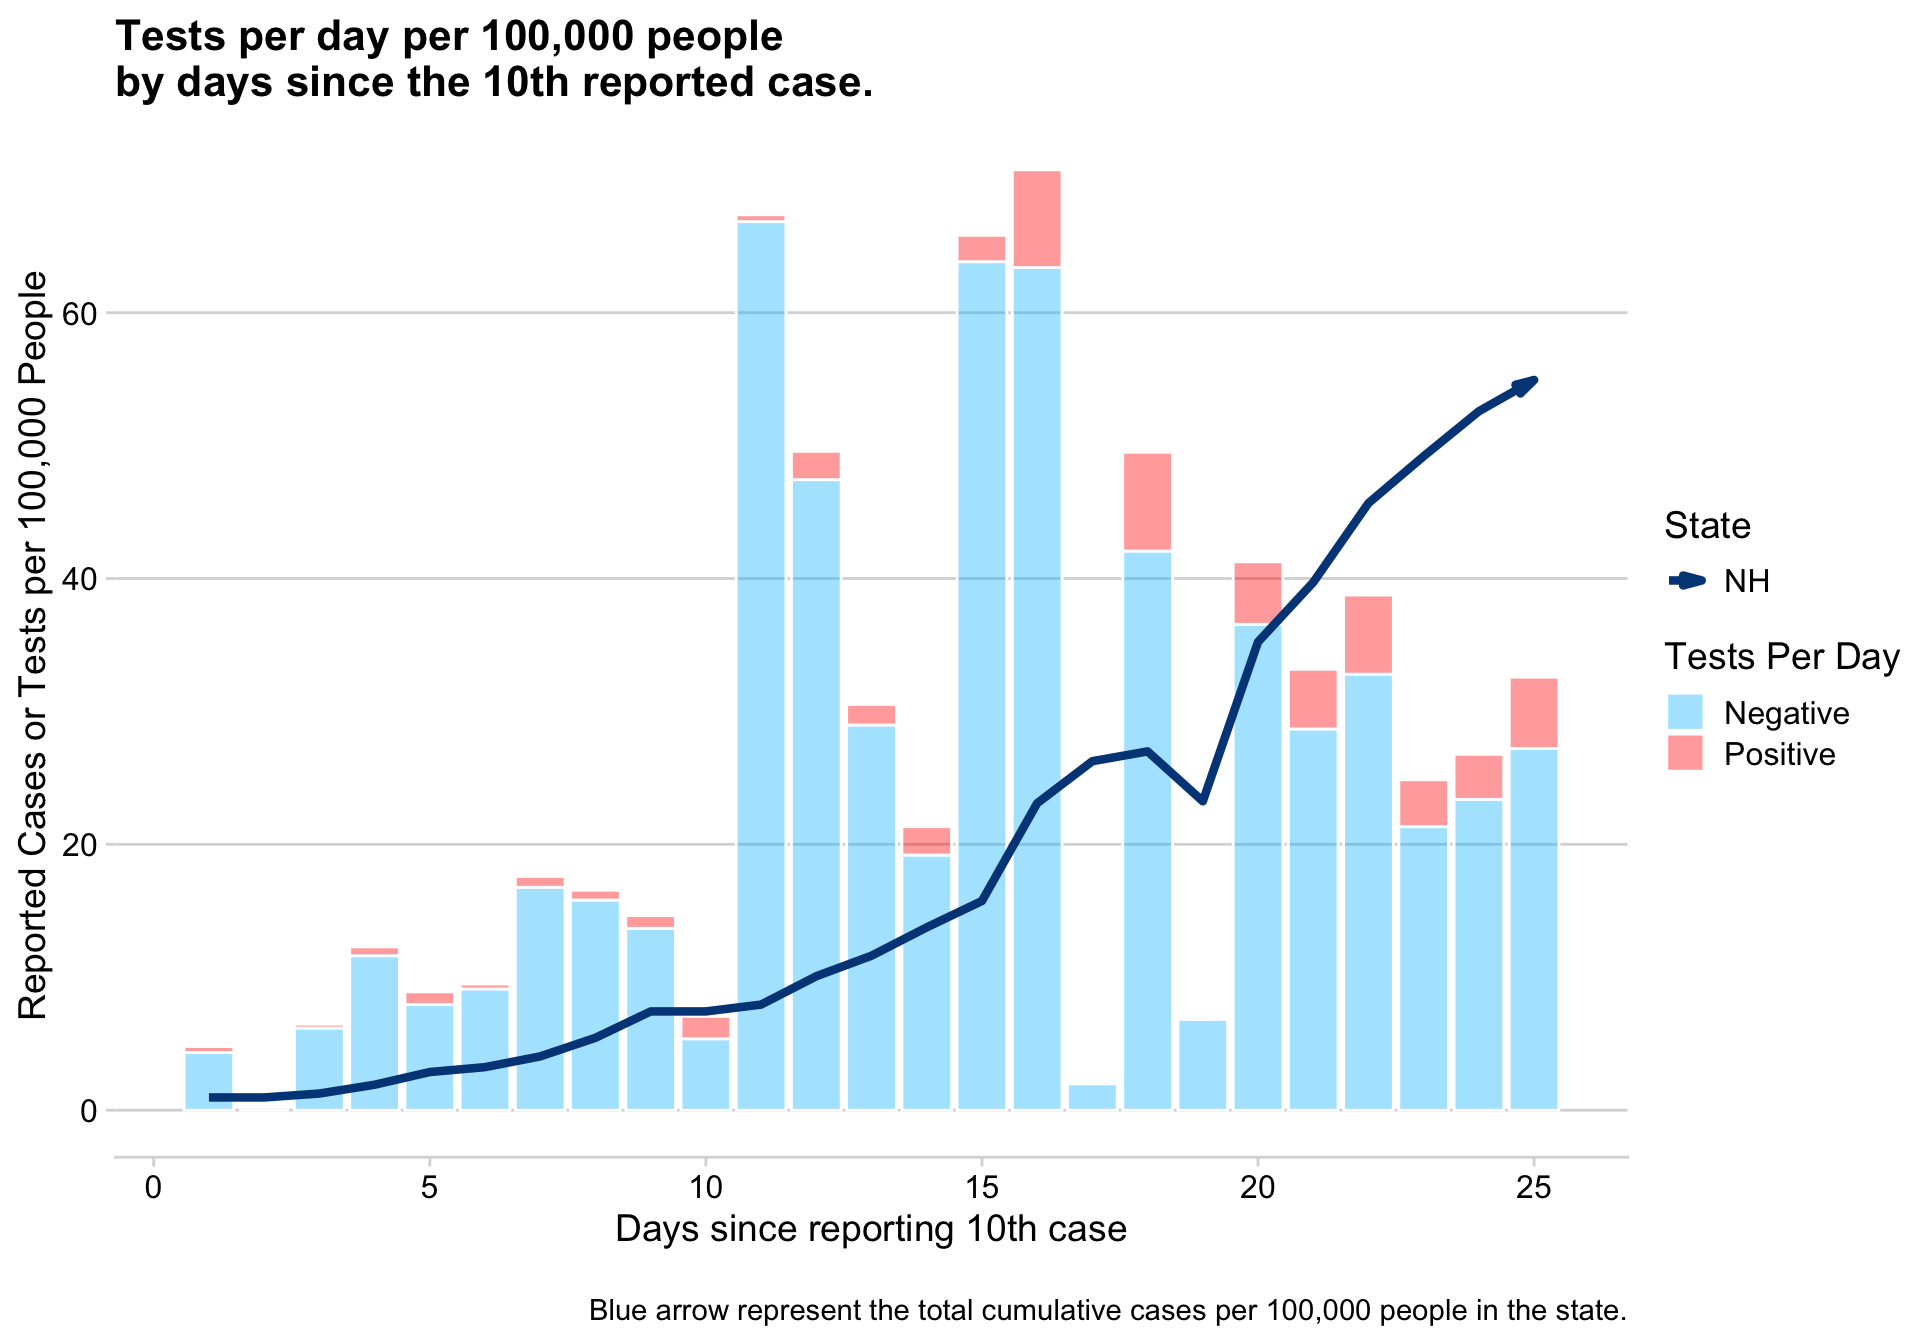 Tests per day per 100,000 people
by days since the 10th reported case.
Reported Cases or Tests per 100,000 People
60
40
20
0
0
5
10
15
20
25
Days since reporting 10th case
State
NH
Tests Per Day
Negative
Positive
Blue arrow represent the total cumulative cases per 100,000 people in the state.